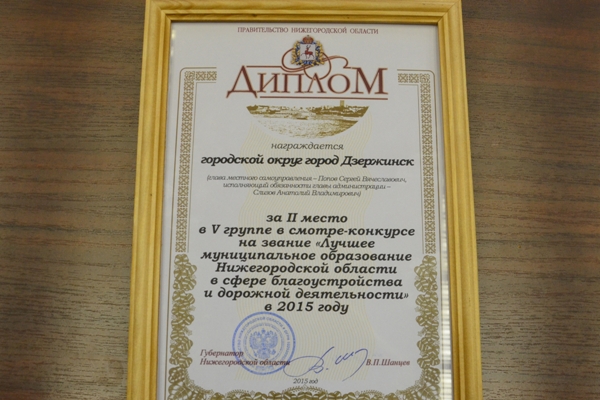 ПРАВИТЕЛЬСТВО НИЖЕГОРОДСКОЙ ОБЛАСТИ
ДИПЛОМ
награждается
городской округ город Дзержинск
(глава местного самоуправления – Попов Сергей Вячеславович,
исполняющий обязанности главы администрации –
Слизов Анатолий Владимирович)
за II место
в V группе в смотре-конкурсе
на звание «Лучшее
муниципальное образование
Нижегородской области
в сфере благоустройства
и дорожной деятельности»
в 2015 году
Губернатор
Нижегородской области
В.П.Шанцев
2015 год